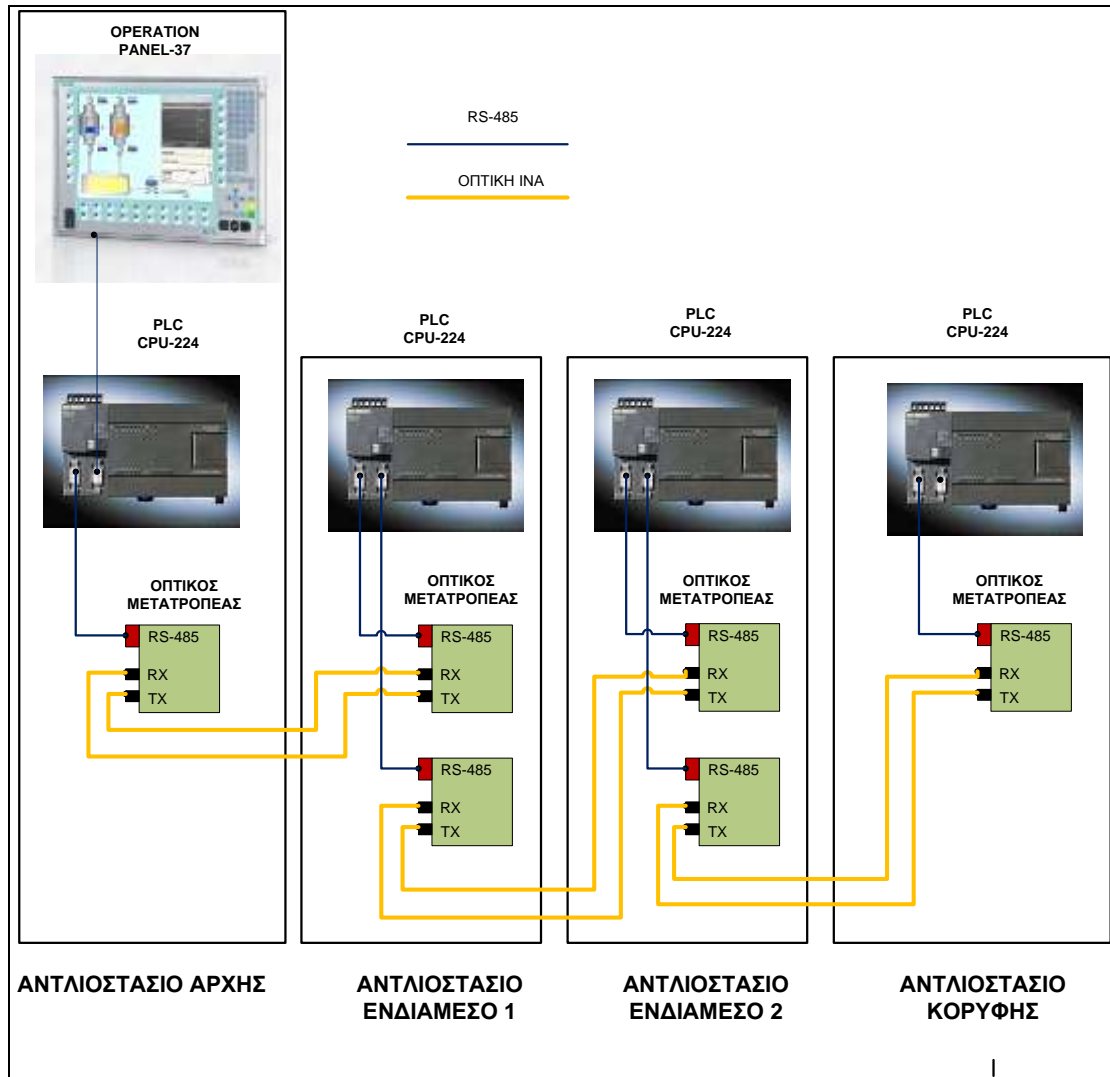 OPERATION
PANEL-37
RS-485
ΟΠΤΙΚΗ ΙΝΑ
PLC
CPU-224
PLC
CPU-224
PLC
CPU-224
PLC
CPU-224
ΟΠΤΙΚΟΣ
ΜΕΤΑΤΡΟΠΕΑΣ
RS-485
RX
TX
ΟΠΤΙΚΟΣ
ΜΕΤΑΤΡΟΠΕΑΣ
RS-485
RX
TX
RS-485
RX
TX
ΟΠΤΙΚΟΣ
ΜΕΤΑΤΡΟΠΕΑΣ
RS-485
RX
TX
RS-485
RX
TX
ΟΠΤΙΚΟΣ
ΜΕΤΑΤΡΟΠΕΑΣ
RS-485
RX
TX
ΑΝΤΛΙΟΣΤΑΣΙΟ ΑΡΧΗΣ
ΑΝΤΛΙΟΣΤΑΣΙΟ
ΕΝΔΙΑΜΕΣΟ 1
ΑΝΤΛΙΟΣΤΑΣΙΟ
ΕΝΔΙΑΜΕΣΟ 2
ΑΝΤΛΙΟΣΤΑΣΙΟ
ΚΟΡΥΦΗΣ